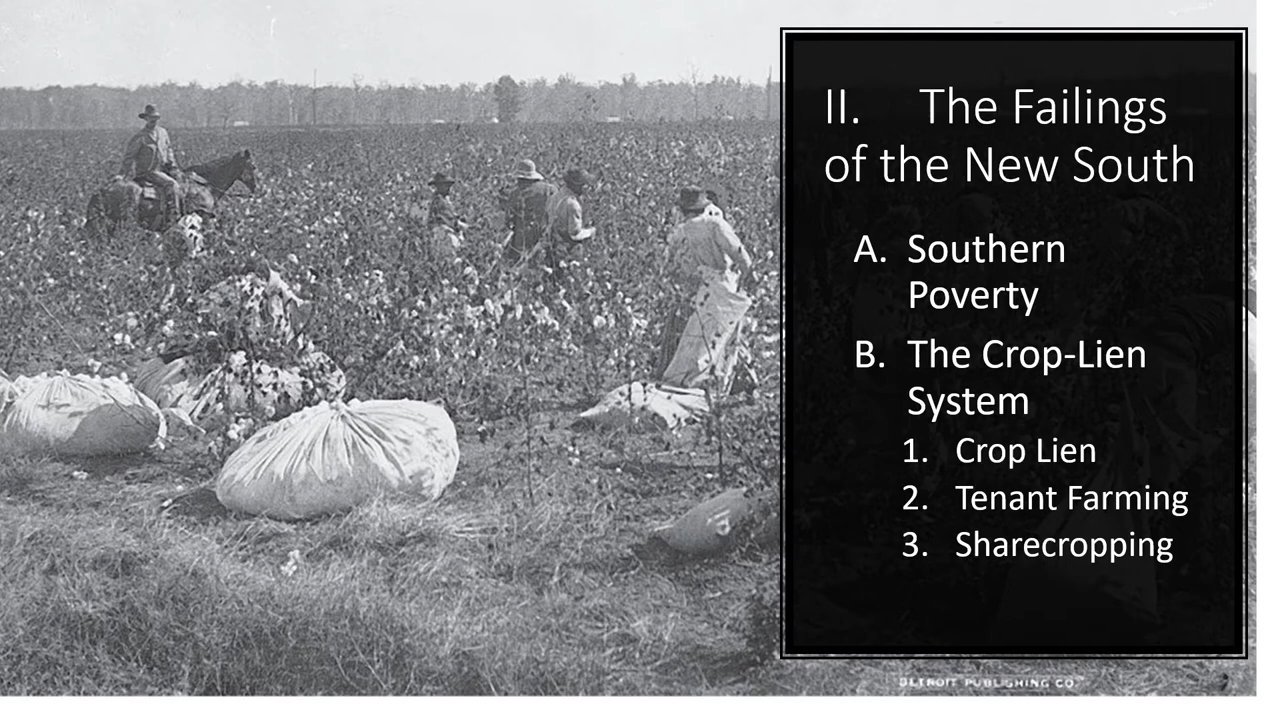 II. The Failings
of the New South
A. Southern
Poverty
B. The Crop-Lien
System
1. Crop Lien
2. Tenant Farming
3. Sharecropping
DETROIT PUBLISHING CO.